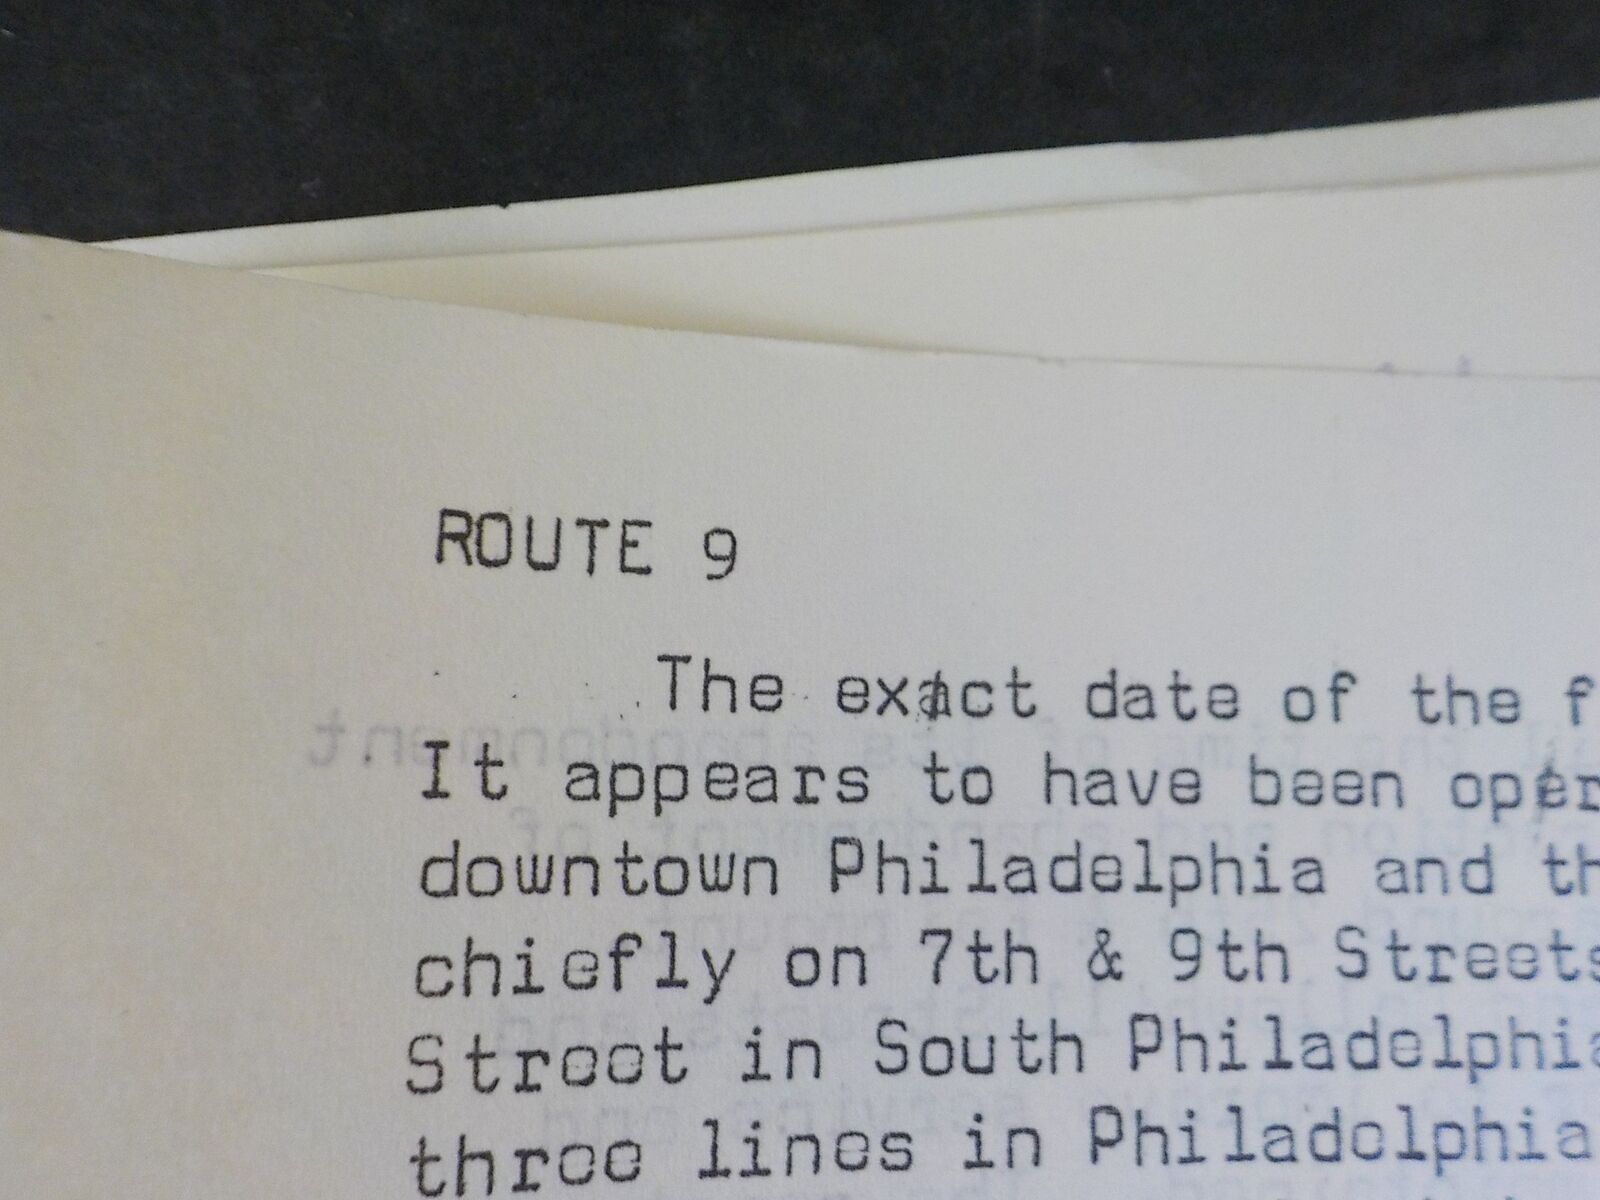 ROUTE 9
The exact date of the f
It appears to have been oper
downtown Philadelphia and th
chiefly on 7th & 9th Streets
Street in South Philadelphia
three lines in Philadelphia